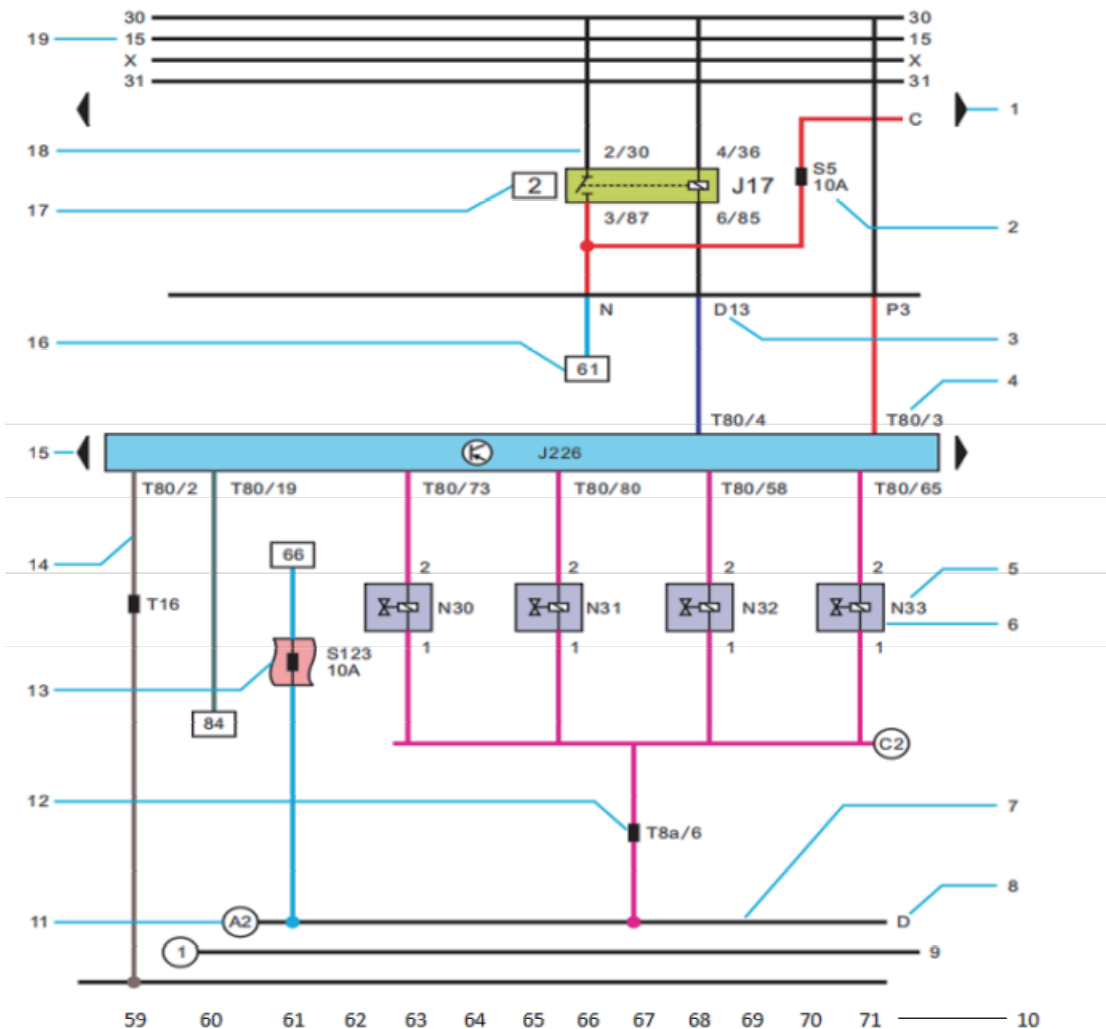 30 30
19 15 15
X X
31 31
1
C
18 2/30 4/36 S5
2 J17 10A
17 3/87 6/85 2
N D13 P3
16 3
61
4
T80/4 T80/3
15 J226
T80/2 T80/19 T80/73 T80/80 T80/58 T80/65
14 66 2 2 2 2 5
T16 N30 N31 N32 N33
6
S123 1 1 1 1
10A
13
84
C2
12
T8a/6 7
8
11 A2 D
1 9
59 60 61 62 63 64 65 66 67 68 69 70 71 10